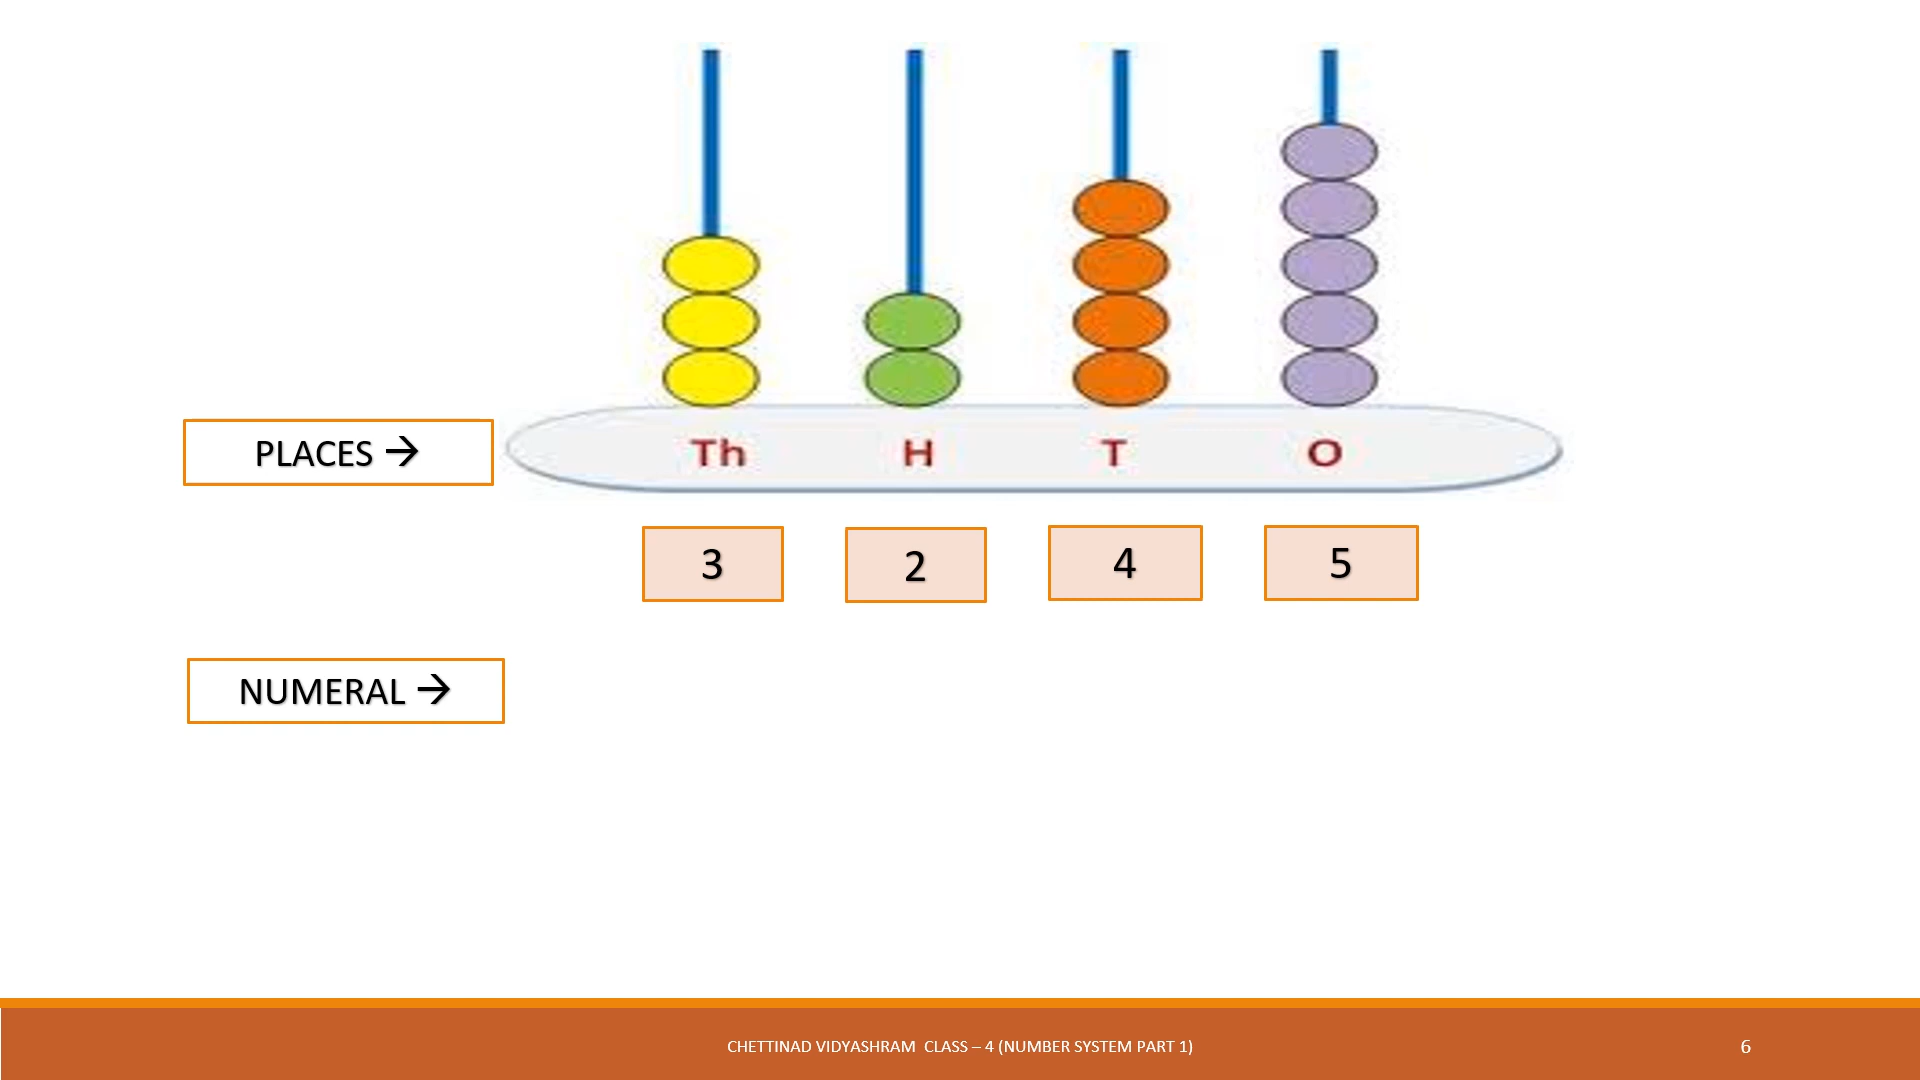 PLACES →
Th H T O
3 2 4 5
NUMERAL →
CHETTINAD VIDYASHRAM CLASS – 4 (NUMBER SYSTEM PART 1)
6